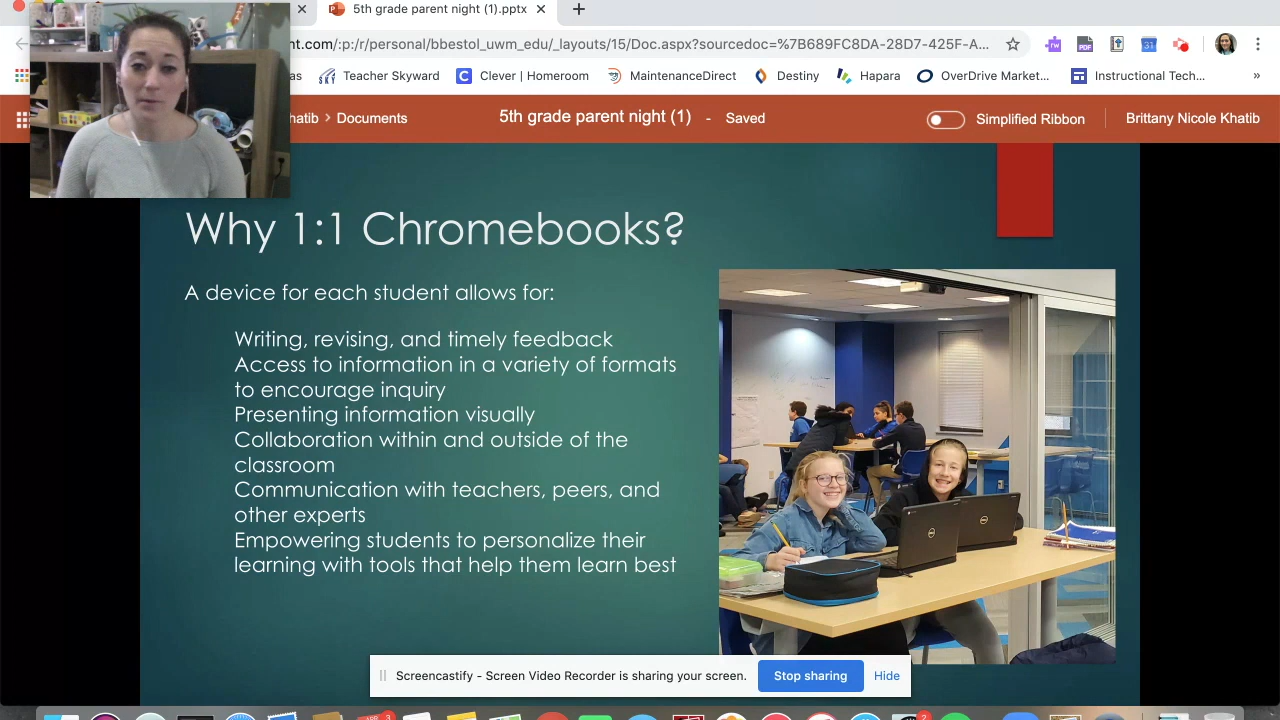 5th grade parent night (1).pptx
/r/personal/bbristol_uwm_edu/_layouts/15/Doc.aspx?sourcedoc=%7B689FC8DA-28D7-425F-A...
Teacher Skyward
Clever | Homeroom
MaintenanceDirect
Destiny
Hapara
OverDrive Market...
Instructional Tech...
»
hatib > Documents
5th grade parent night (1) - Saved
Simplified Ribbon
Brittany Nicole Khatib
Why 1:1 Chromebooks?
A device for each student allows for:
Writing, revising, and timely feedback
Access to information in a variety of formats
to encourage inquiry
Presenting information visually
Collaboration within and outside of the
classroom
Communication with teachers, peers, and
other experts
Empowering students to personalize their
learning with tools that help them learn best
Screencastify - Screen Video Recorder is sharing your screen.
Stop sharing
Hide